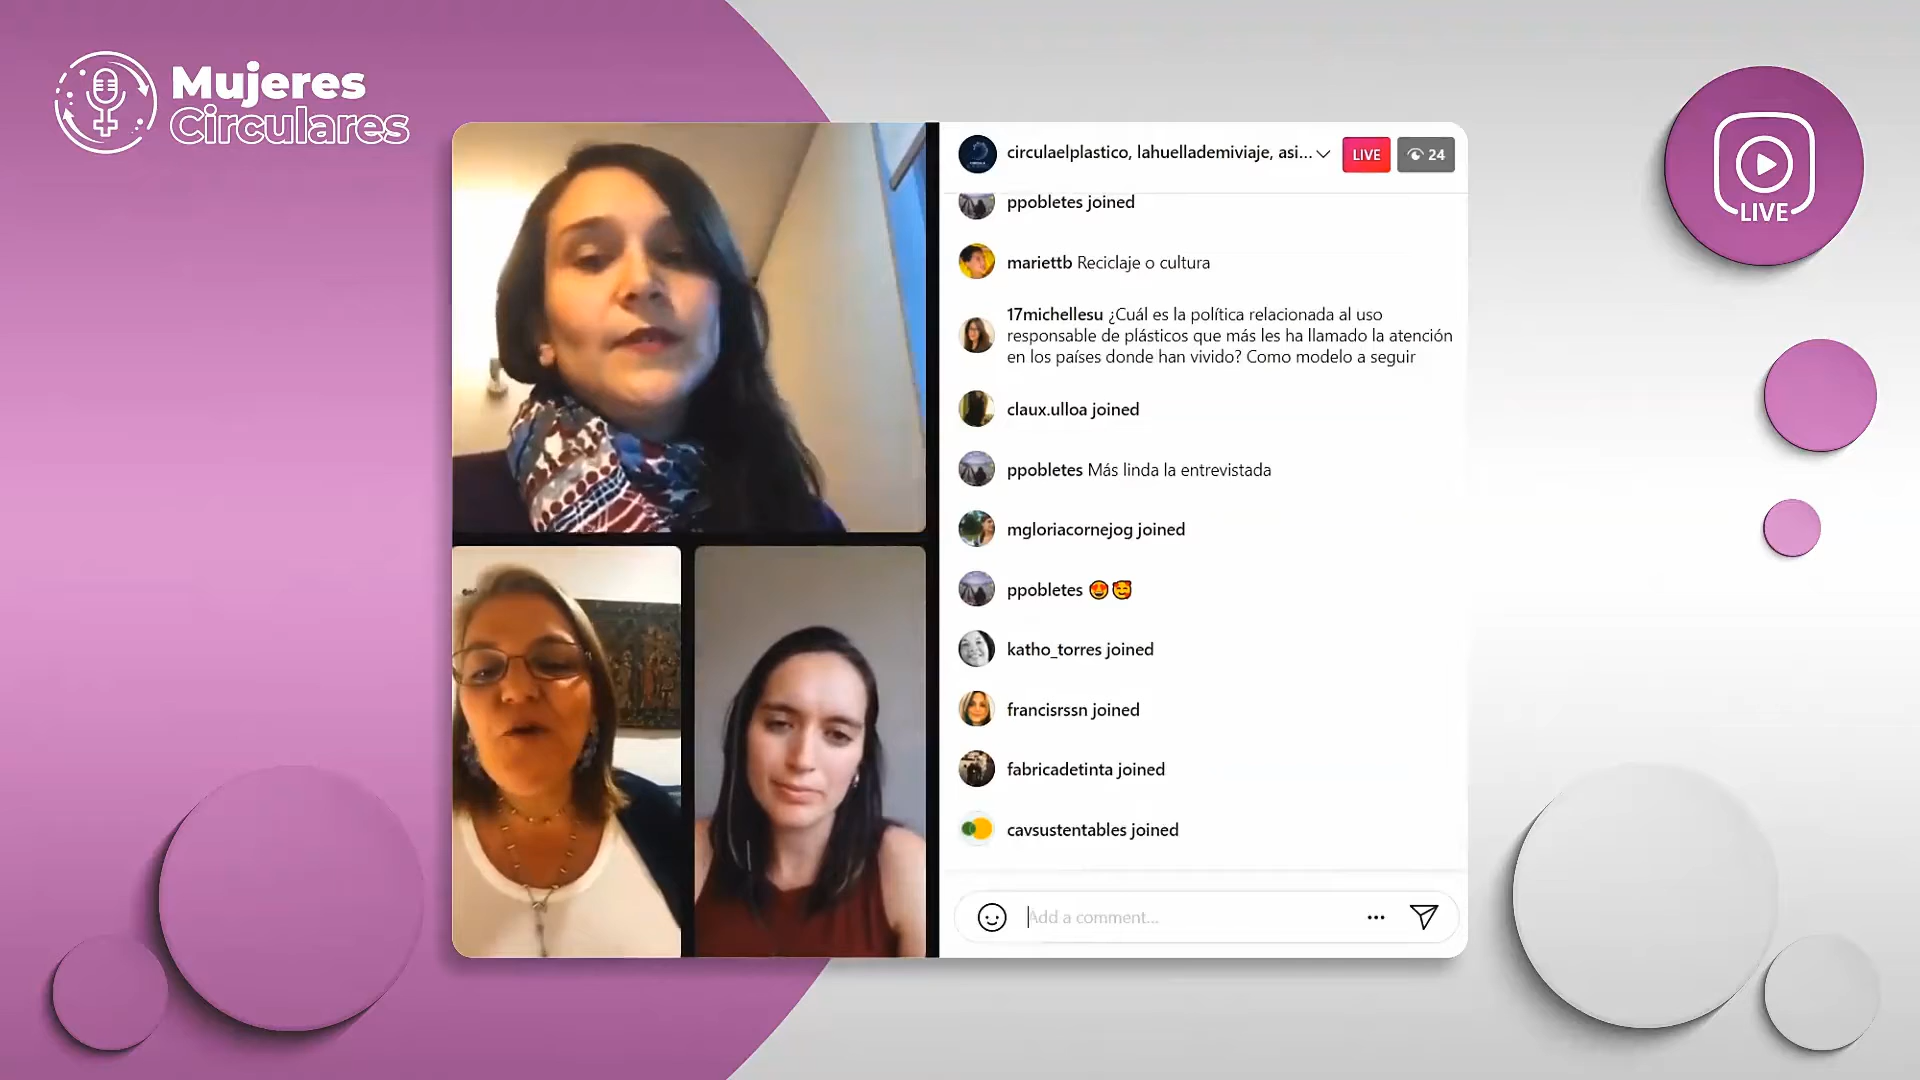 Mujeres
Circulares
circulaelplastico, lahuellademiviaje, asi...
LIVE
24
LIVE
ppobletes joined
mariettb Reciclaje o cultura
17michellesu ¿Cuál es la política relacionada al uso
responsable de plásticos que más les ha llamado la atención
en los países donde han vivido? Como modelo a seguir
claux.ulloa joined
ppobletes Más linda la entrevistada
mgloriacornejog joined
ppobletes 😍🥰
katho_torres joined
francisrssn joined
fabricadetinta joined
cavsustentables joined
Add a comment...